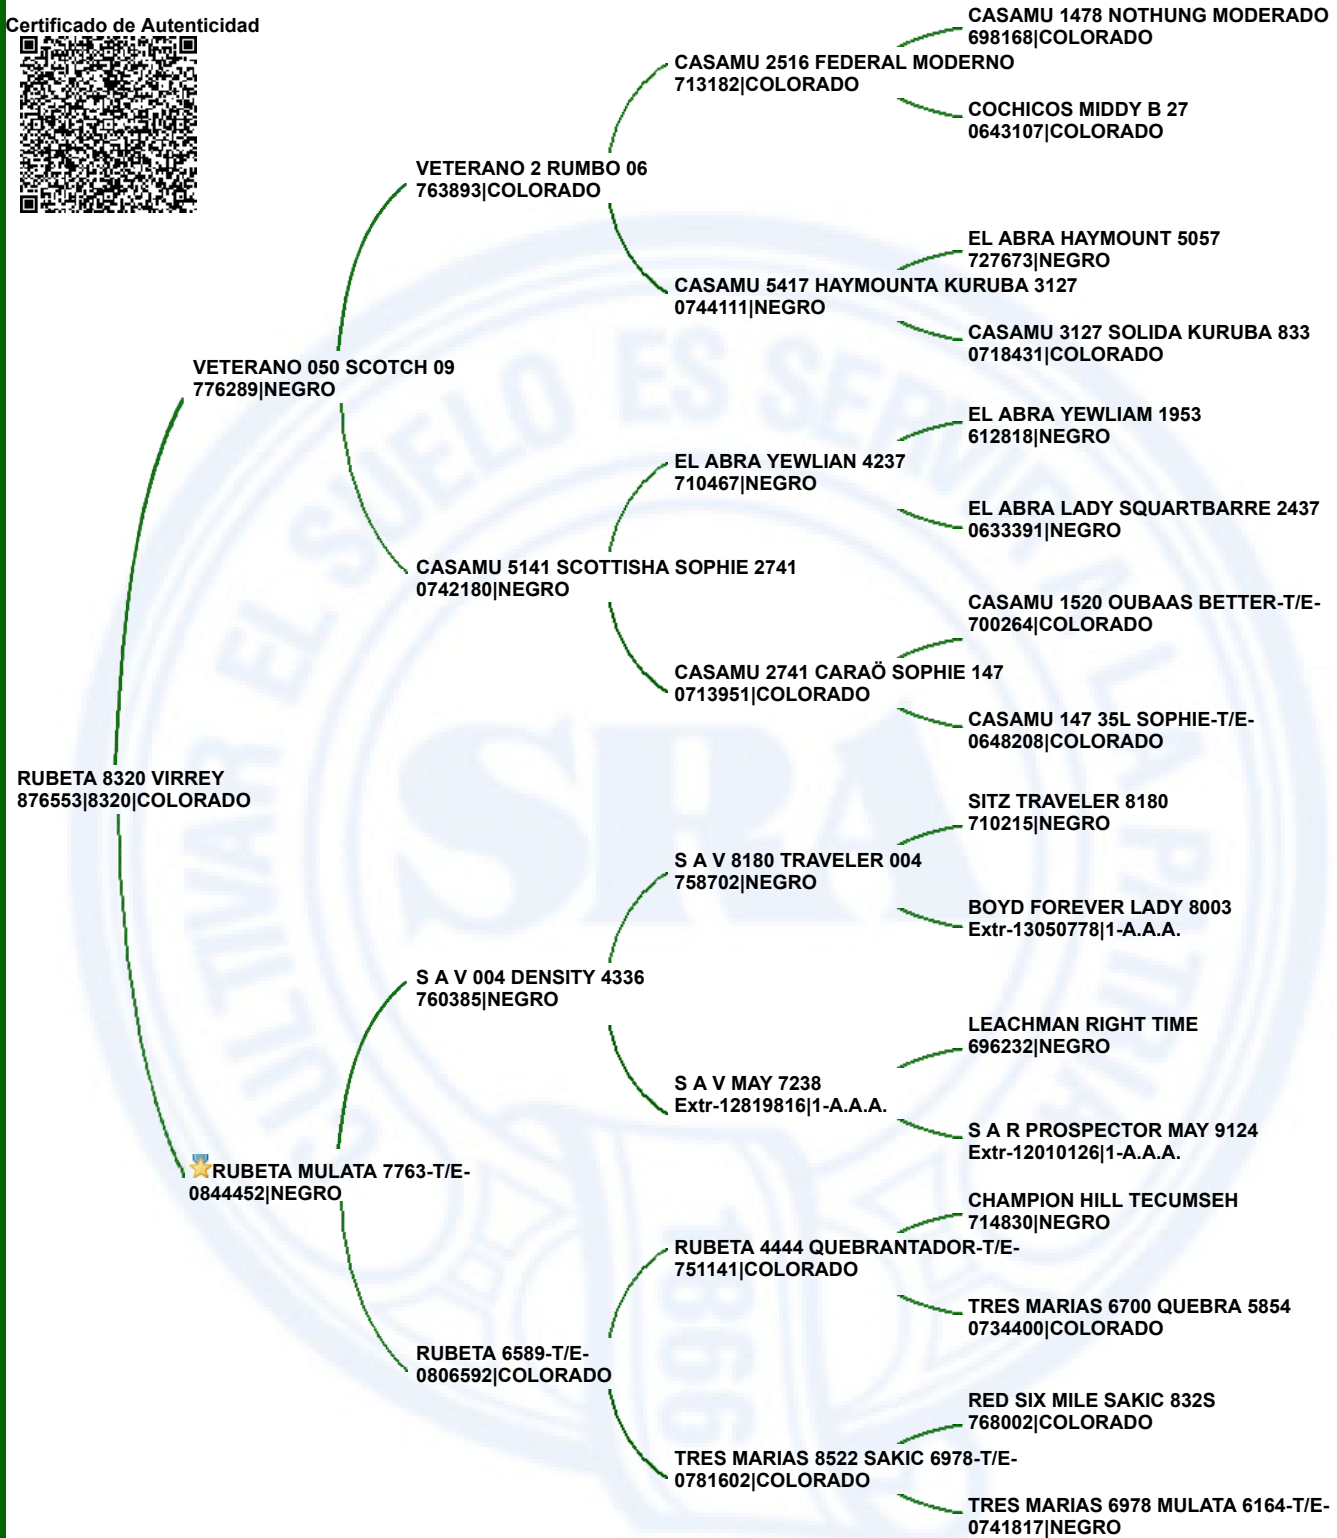 Certificado de Autenticidad
CASAMU 1478 NOTHUNG MODERADO
698168|COLORADO
CASAMU 2516 FEDERAL MODERNO
713182|COLORADO
COCHICOS MIDDY B 27
0643107|COLORADO
VETERANO 2 RUMBO 06
763893|COLORADO
EL ABRA HAYMOUNT 5057
727673|NEGRO
CASAMU 5417 HAYMOUNTA KURUBA 3127
0744111|NEGRO
CASAMU 3127 SOLIDA KURUBA 833
0718431|COLORADO
VETERANO 050 SCOTCH 09
776289|NEGRO
EL ABRA YEWLIAM 1953
612818|NEGRO
EL ABRA YEWLIAN 4237
710467|NEGRO
EL ABRA LADY SQUARTBARRE 2437
0633391|NEGRO
CASAMU 5141 SCOTTISHA SOPHIE 2741
0742180|NEGRO
CASAMU 1520 OUBAAS BETTER-T/E-
700264|COLORADO
CASAMU 2741 CARAÖ SOPHIE 147
0713951|COLORADO
CASAMU 147 35L SOPHIE-T/E-
0648208|COLORADO
RUBETA 8320 VIRREY
876553|8320|COLORADO
SITZ TRAVELER 8180
710215|NEGRO
S A V 8180 TRAVELER 004
758702|NEGRO
BOYD FOREVER LADY 8003
Extr-13050778|1-A.A.A.
S A V 004 DENSITY 4336
760385|NEGRO
LEACHMAN RIGHT TIME
696232|NEGRO
S A V MAY 7238
Extr-12819816|1-A.A.A.
S A R PROSPECTOR MAY 9124
Extr-12010126|1-A.A.A.
RUBETA MULATA 7763-T/E-
0844452|NEGRO
CHAMPION HILL TECUMSEH
714830|NEGRO
RUBETA 4444 QUEBRANTADOR-T/E-
751141|COLORADO
TRES MARIAS 6700 QUEBRA 5854
0734400|COLORADO
RUBETA 6589-T/E-
0806592|COLORADO
RED SIX MILE SAKIC 832S
768002|COLORADO
TRES MARIAS 8522 SAKIC 6978-T/E-
0781602|COLORADO
TRES MARIAS 6978 MULATA 6164-T/E-
0741817|NEGRO
CULTIVAR EL SUELO ES SERVIR A LA PATRIA
SRA
1866